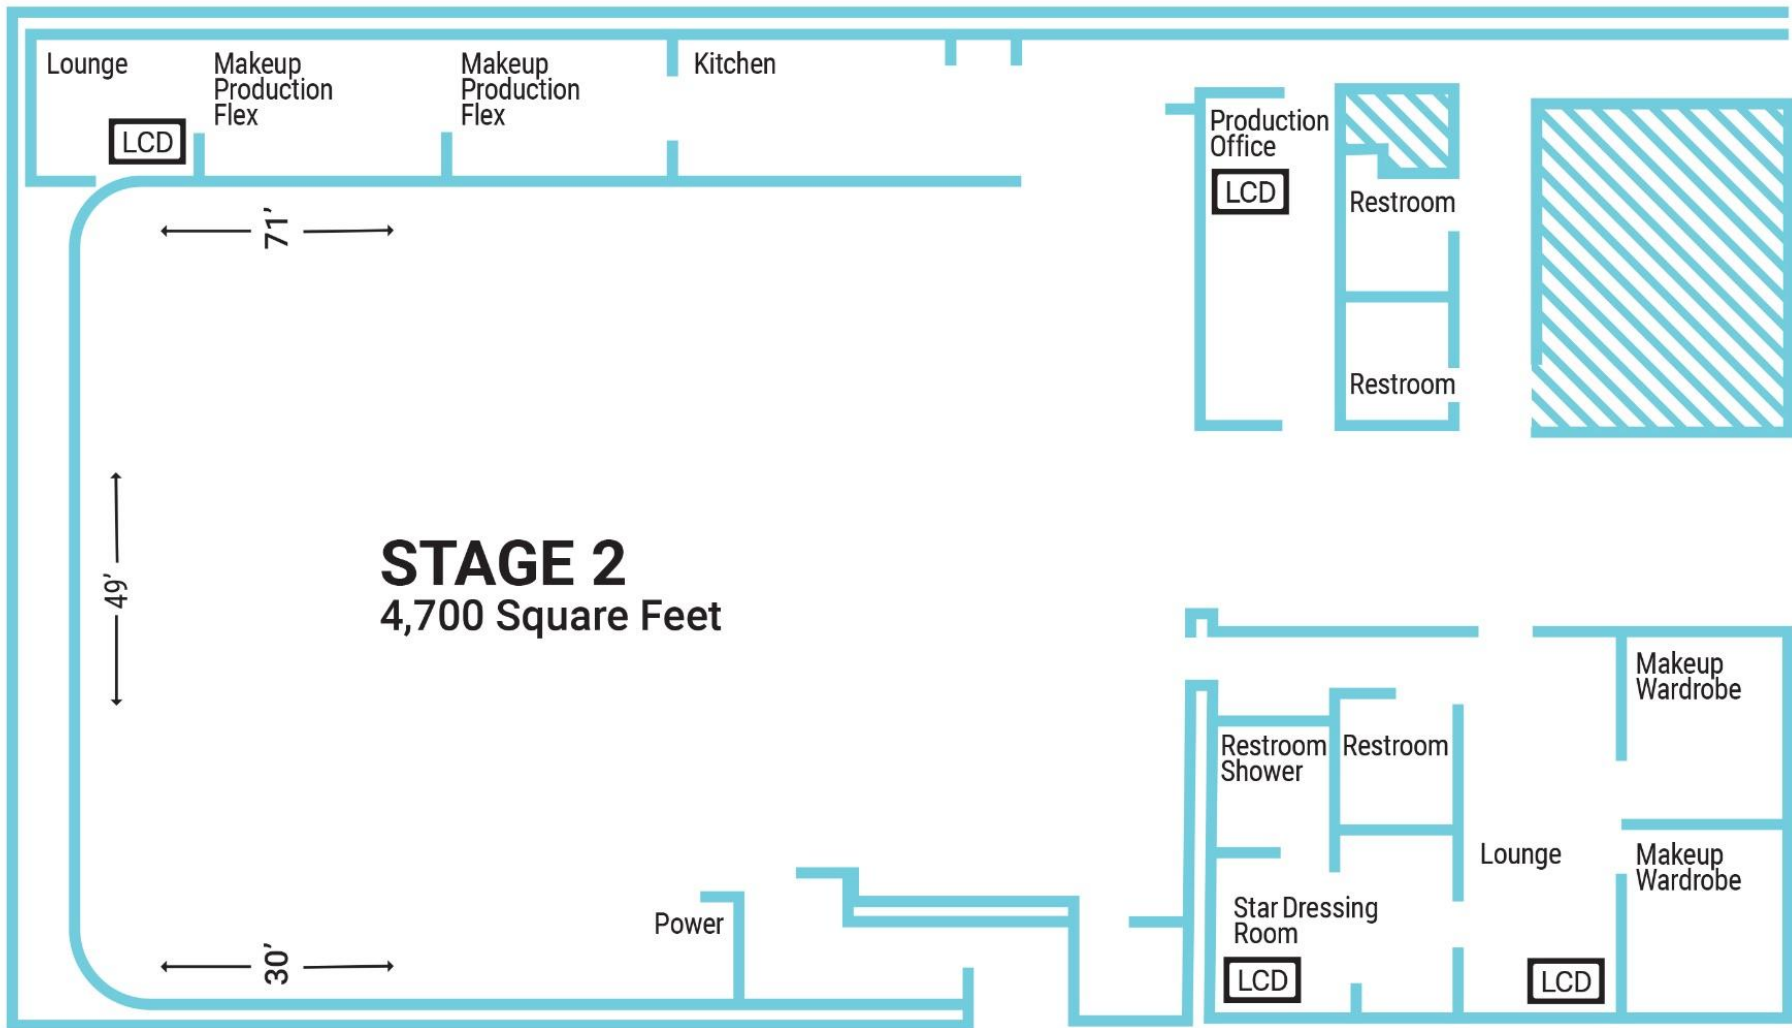 Lounge
Makeup
Production
Flex
LCD
Makeup
Production
Flex
Kitchen
Production
Office
LCD
Restroom
Restroom
71’
49’
STAGE 2
4,700 Square Feet
30’
Power
Restroom
Shower
Restroom
Star Dressing
Room
LCD
Lounge
LCD
Makeup
Wardrobe
Makeup
Wardrobe